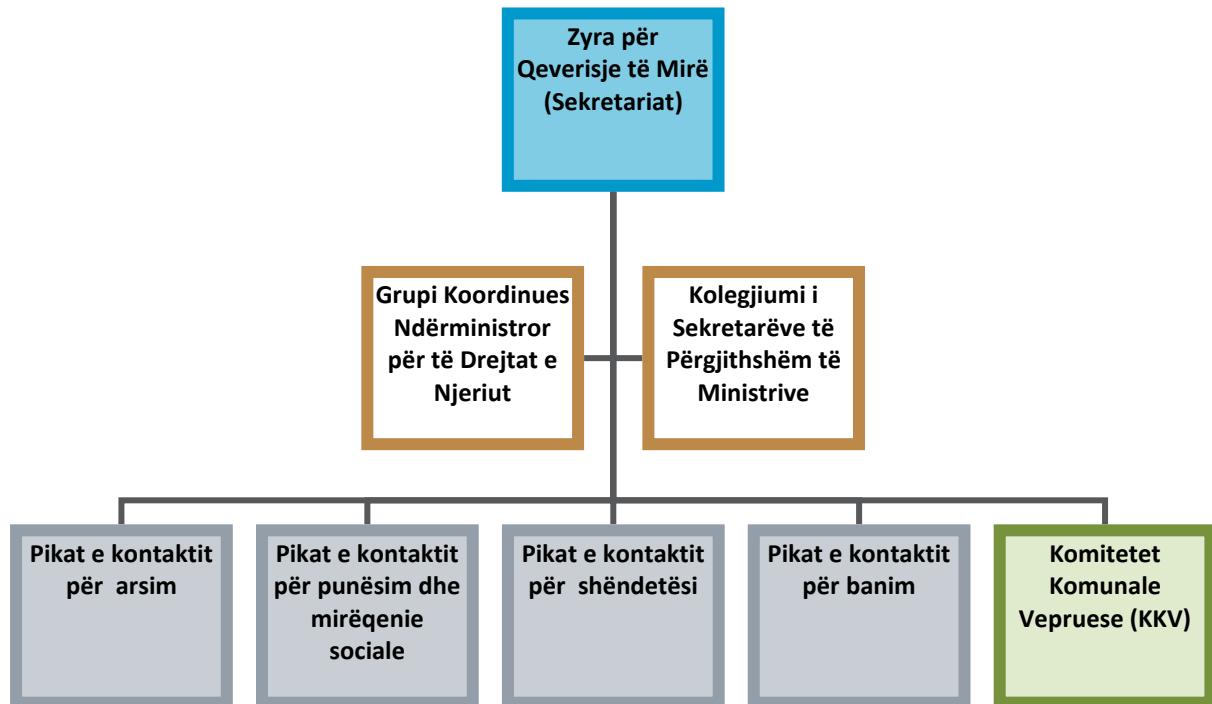 Zyra për
Qeverisje të Mirë
(Sekretariat)
Grupi Koordinues
Ndërministror
për të Drejtat e
Njeriut
Kolegjiumi i
Sekretarëve të
Përgjithshëm të
Ministrive
Pikat e kontaktit
për arsim
Pikat e kontaktit
për punësim dhe
mirëqenie
sociale
Pikat e kontaktit
për shëndetësi
Pikat e kontaktit
për banim
Komitetet
Komunale
Vepruese (KKV)